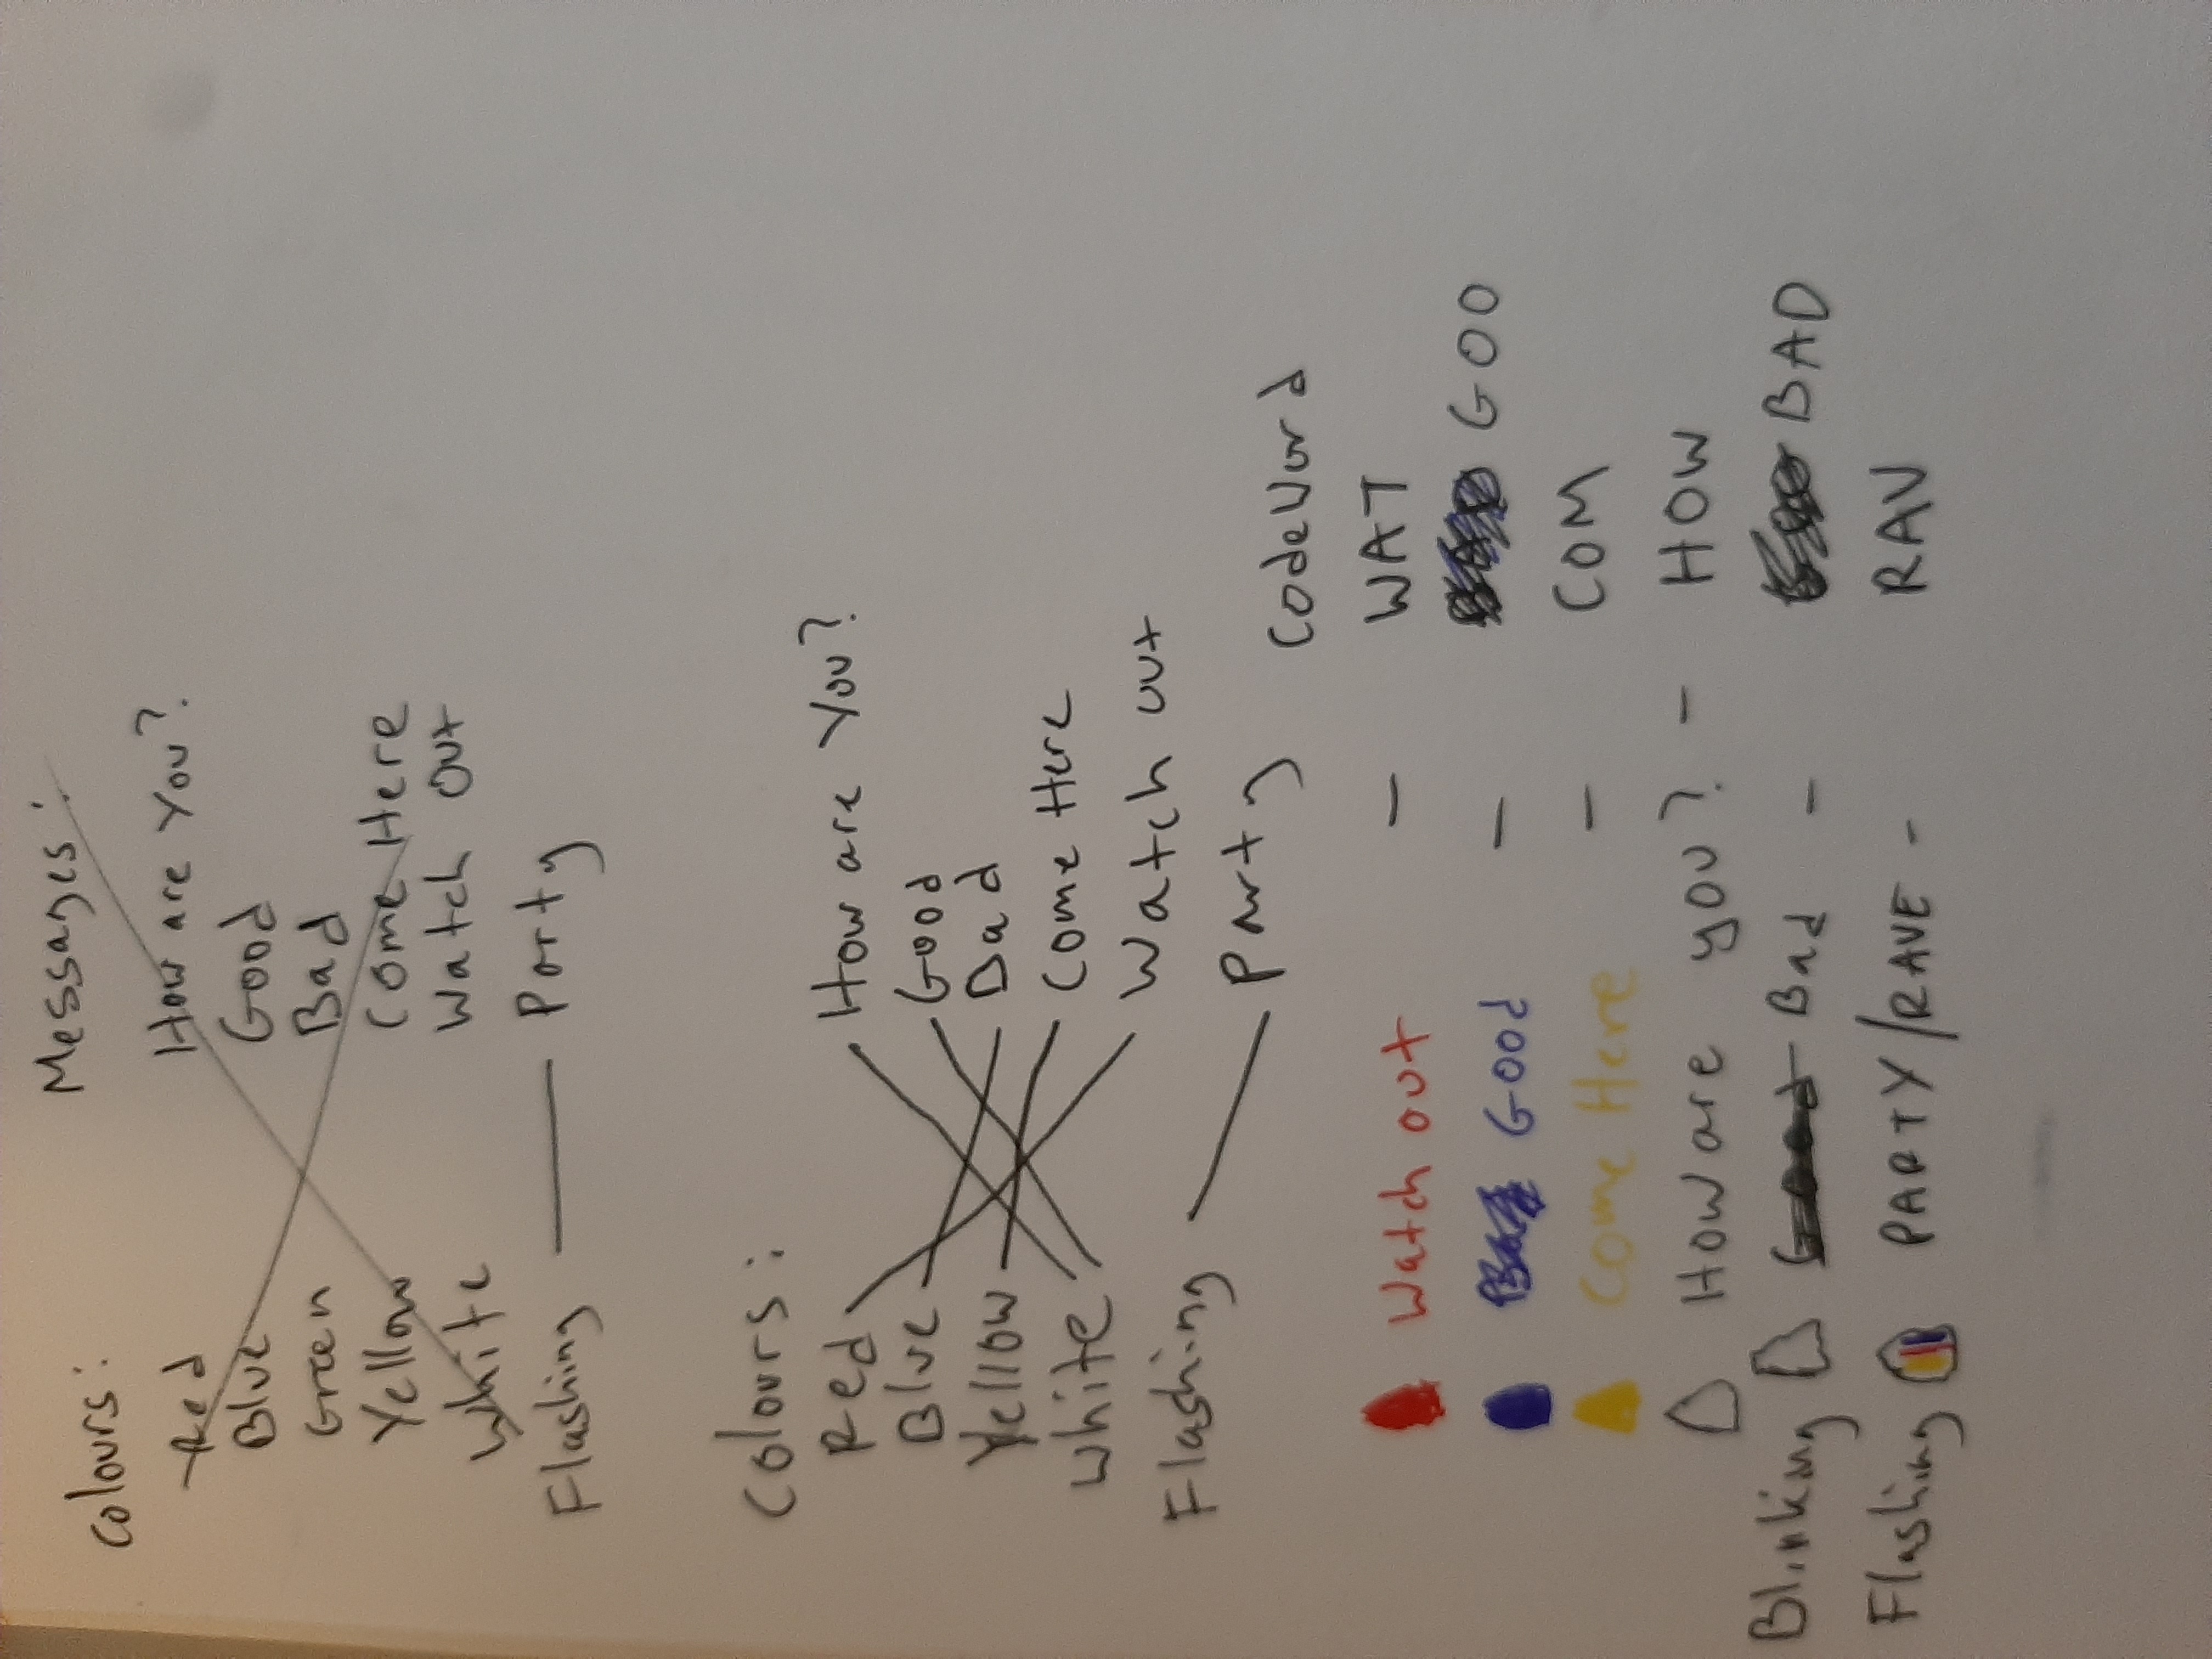 Colours: Messages:
Red How are You?
Blue Good
Green Bad
Yellow Come Here
White Watch Out
Flashing Party
Colours:
Red How are You?
Blue Good
Yellow Bad
White Come Here
Watch out
Flashing Party
CodeWord
Watch out - WAT
Good - GOO
Come Here - COM
How are you? - HOW
Blinking Good Bad - BAD
Flashing PARTY/RAVE - RAV